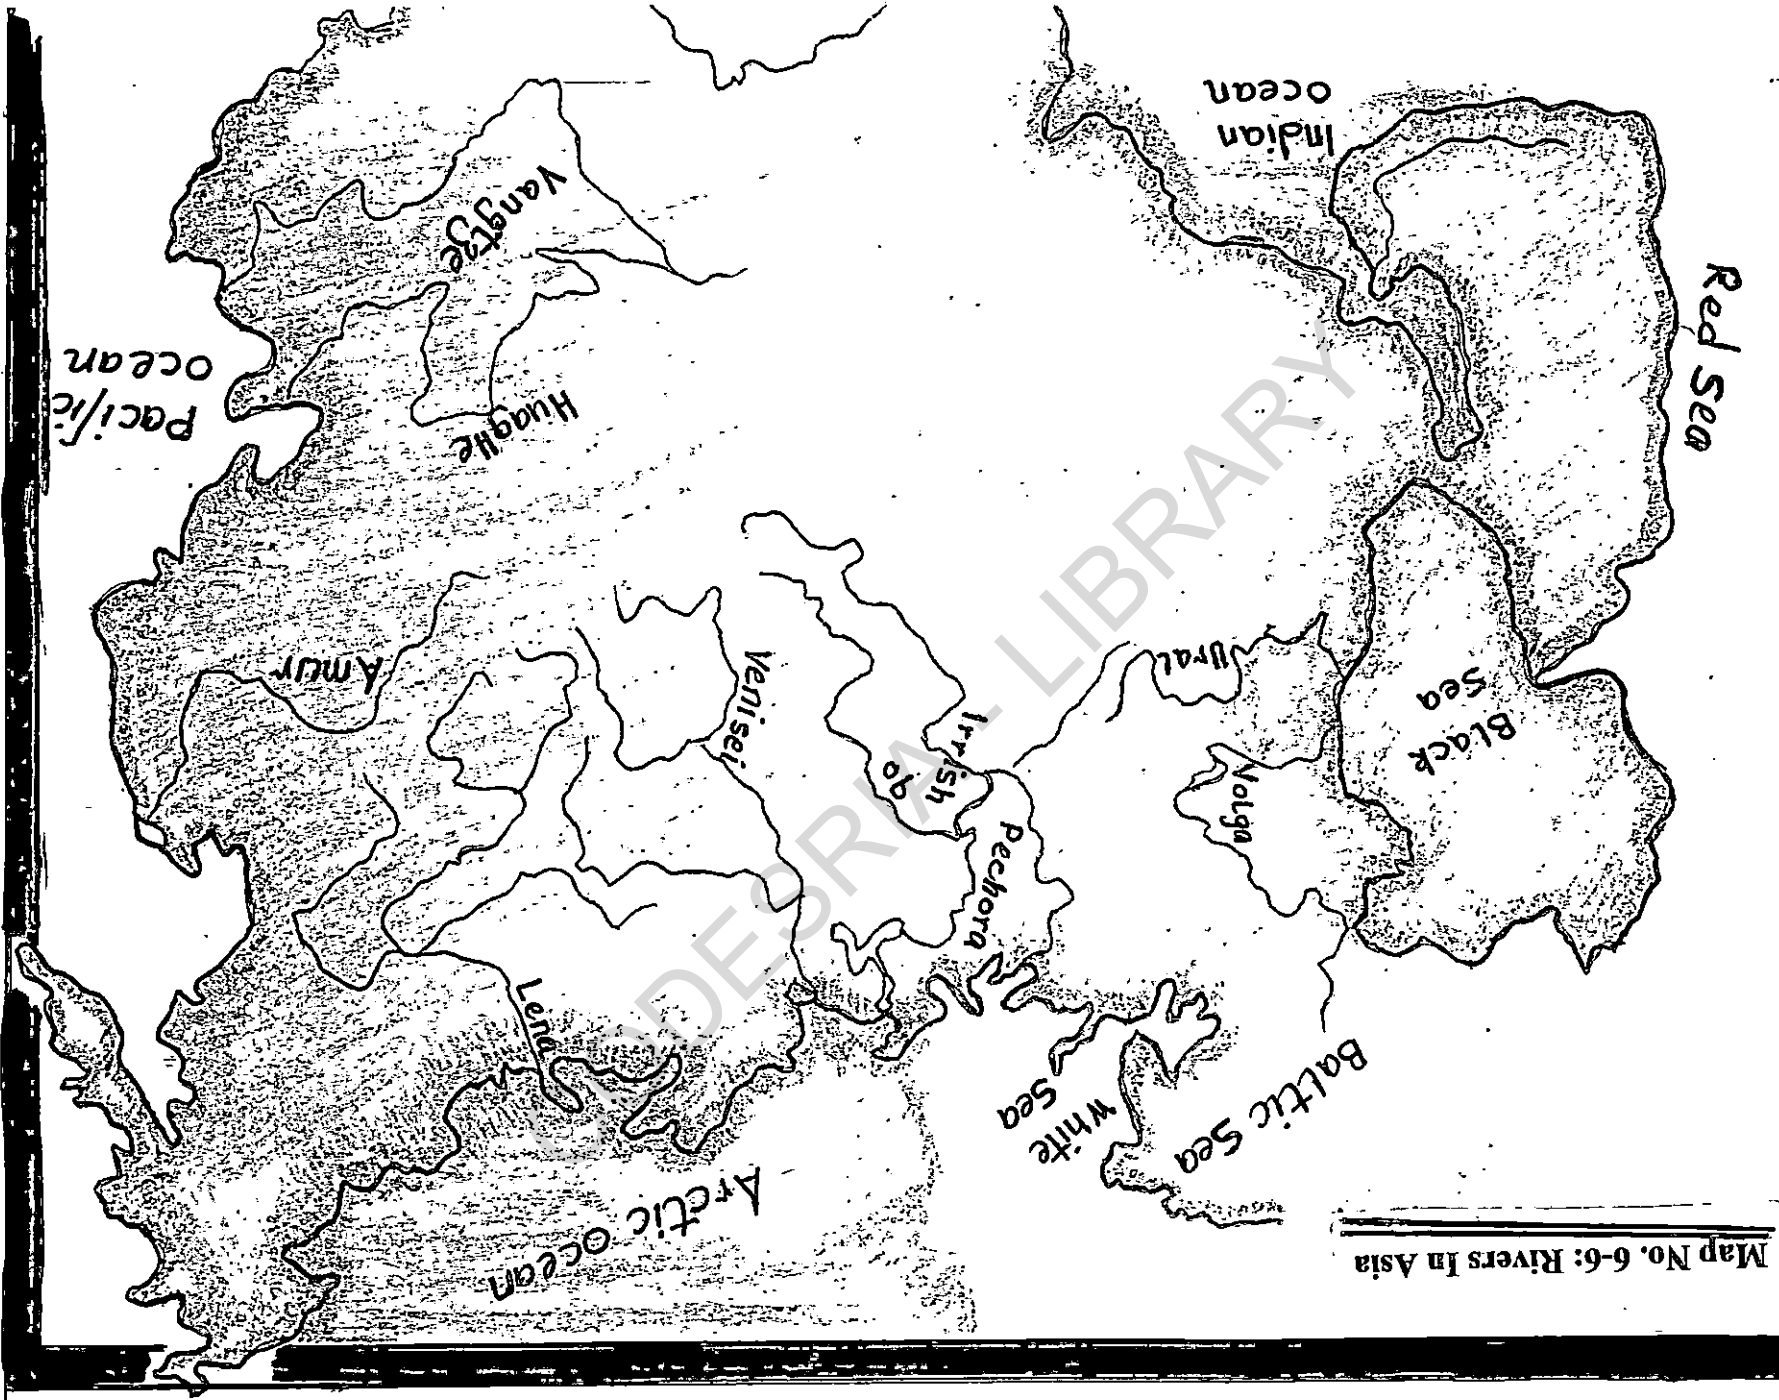 Map No. 6-6: Rivers In Asia
Arctic ocean
White
Sea
Baltic Sea
Lena
Pechora
Volga
Ob
Irrish
Yenisei
Black
Sea
Amur
Ural
HuagHe
Pacific
ocean
Red Sea
Yangtze
Indian
ocean
CODESRIA - LIBRARY